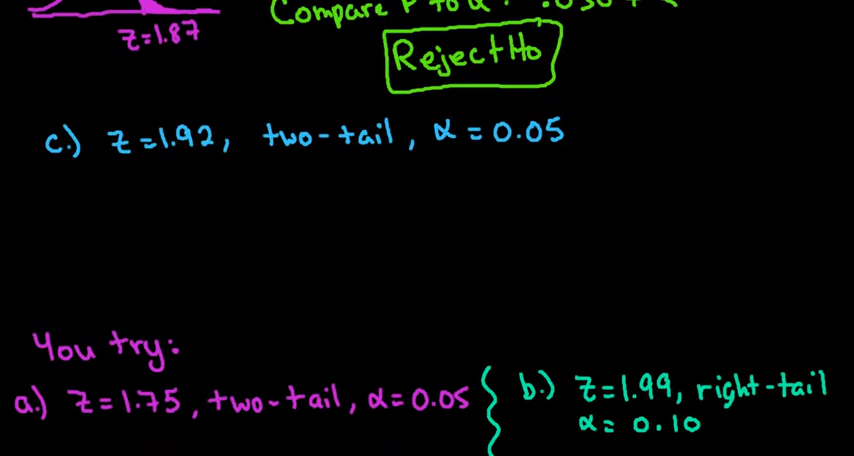 Compare P to α
z=1.87
Reject Ho
c.) z=1.92, two-tail, α=0.05
You try:
a.) z=1.75, two-tail, α=0.05
b.) z=1.99, right-tail
α=0.10